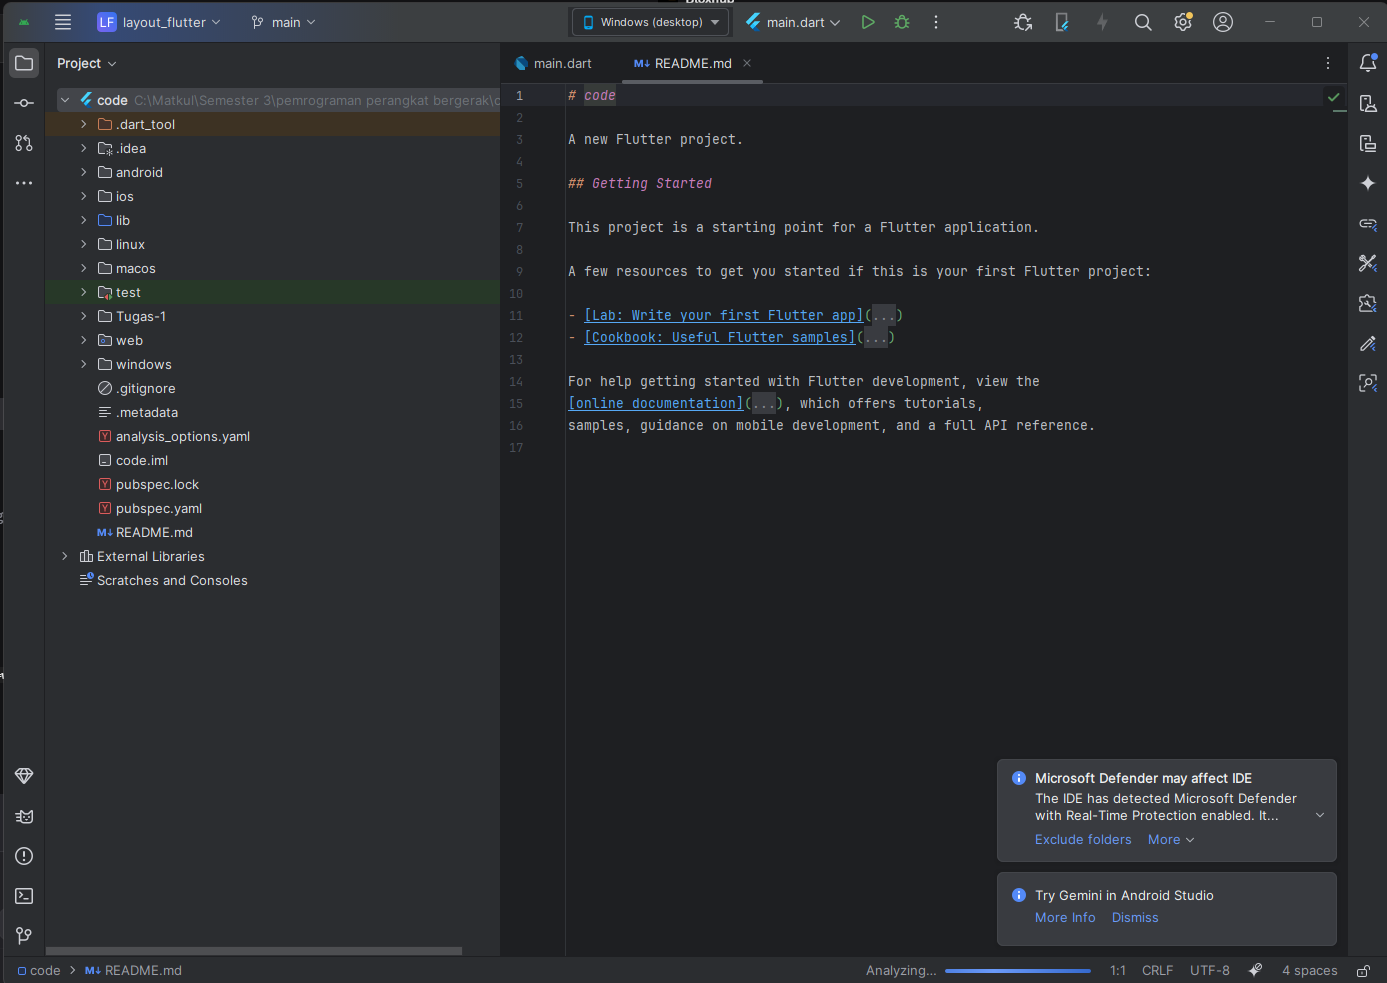 LF layout_flutter main Windows (desktop) main.dart
Project
main.dart README.md
code C:\Matkul\Semester 3\pemrograman perangkat bergerak\c
.dart_tool
.idea
android
ios
lib
linux
macos
test
Tugas-1
web
windows
.gitignore
.metadata
analysis_options.yaml
code.iml
pubspec.lock
pubspec.yaml
README.md
External Libraries
Scratches and Consoles
1 # code
2
3 A new Flutter project.
4
5 ## Getting Started
6
7 This project is a starting point for a Flutter application.
8
9 A few resources to get you started if this is your first Flutter project:
10
11 - [Lab: Write your first Flutter app](...)
12 - [Cookbook: Useful Flutter samples](...)
13
14 For help getting started with Flutter development, view the
15 [online documentation](...), which offers tutorials,
16 samples, guidance on mobile development, and a full API reference.
17
Microsoft Defender may affect IDE
The IDE has detected Microsoft Defender
with Real-Time Protection enabled. It...
Exclude folders More
Try Gemini in Android Studio
More Info Dismiss
code > README.md Analyzing... 1:1 CRLF UTF-8 4 spaces